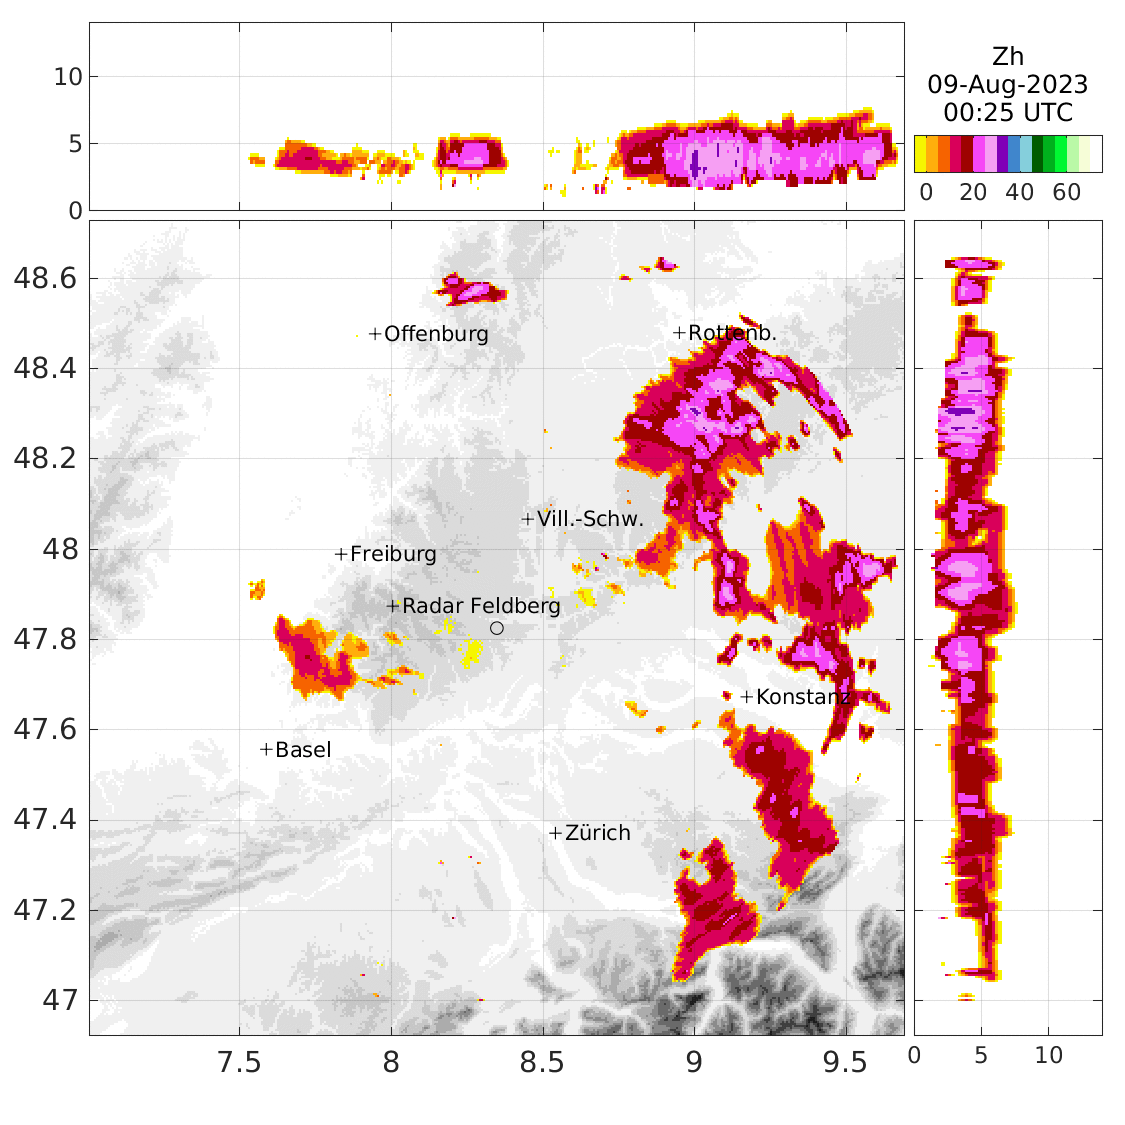 Zh
09-Aug-2023
00:25 UTC
0 20 40 60
10
5
0
48.6
48.4
48.2
48
47.8
47.6
47.4
47.2
47
+Offenburg
+Rottenb.
+Vill.-Schw.
+Freiburg
+Radar Feldberg
+Konstanz
+Basel
+Zürich
7.5 8 8.5 9 9.5
0 5 10